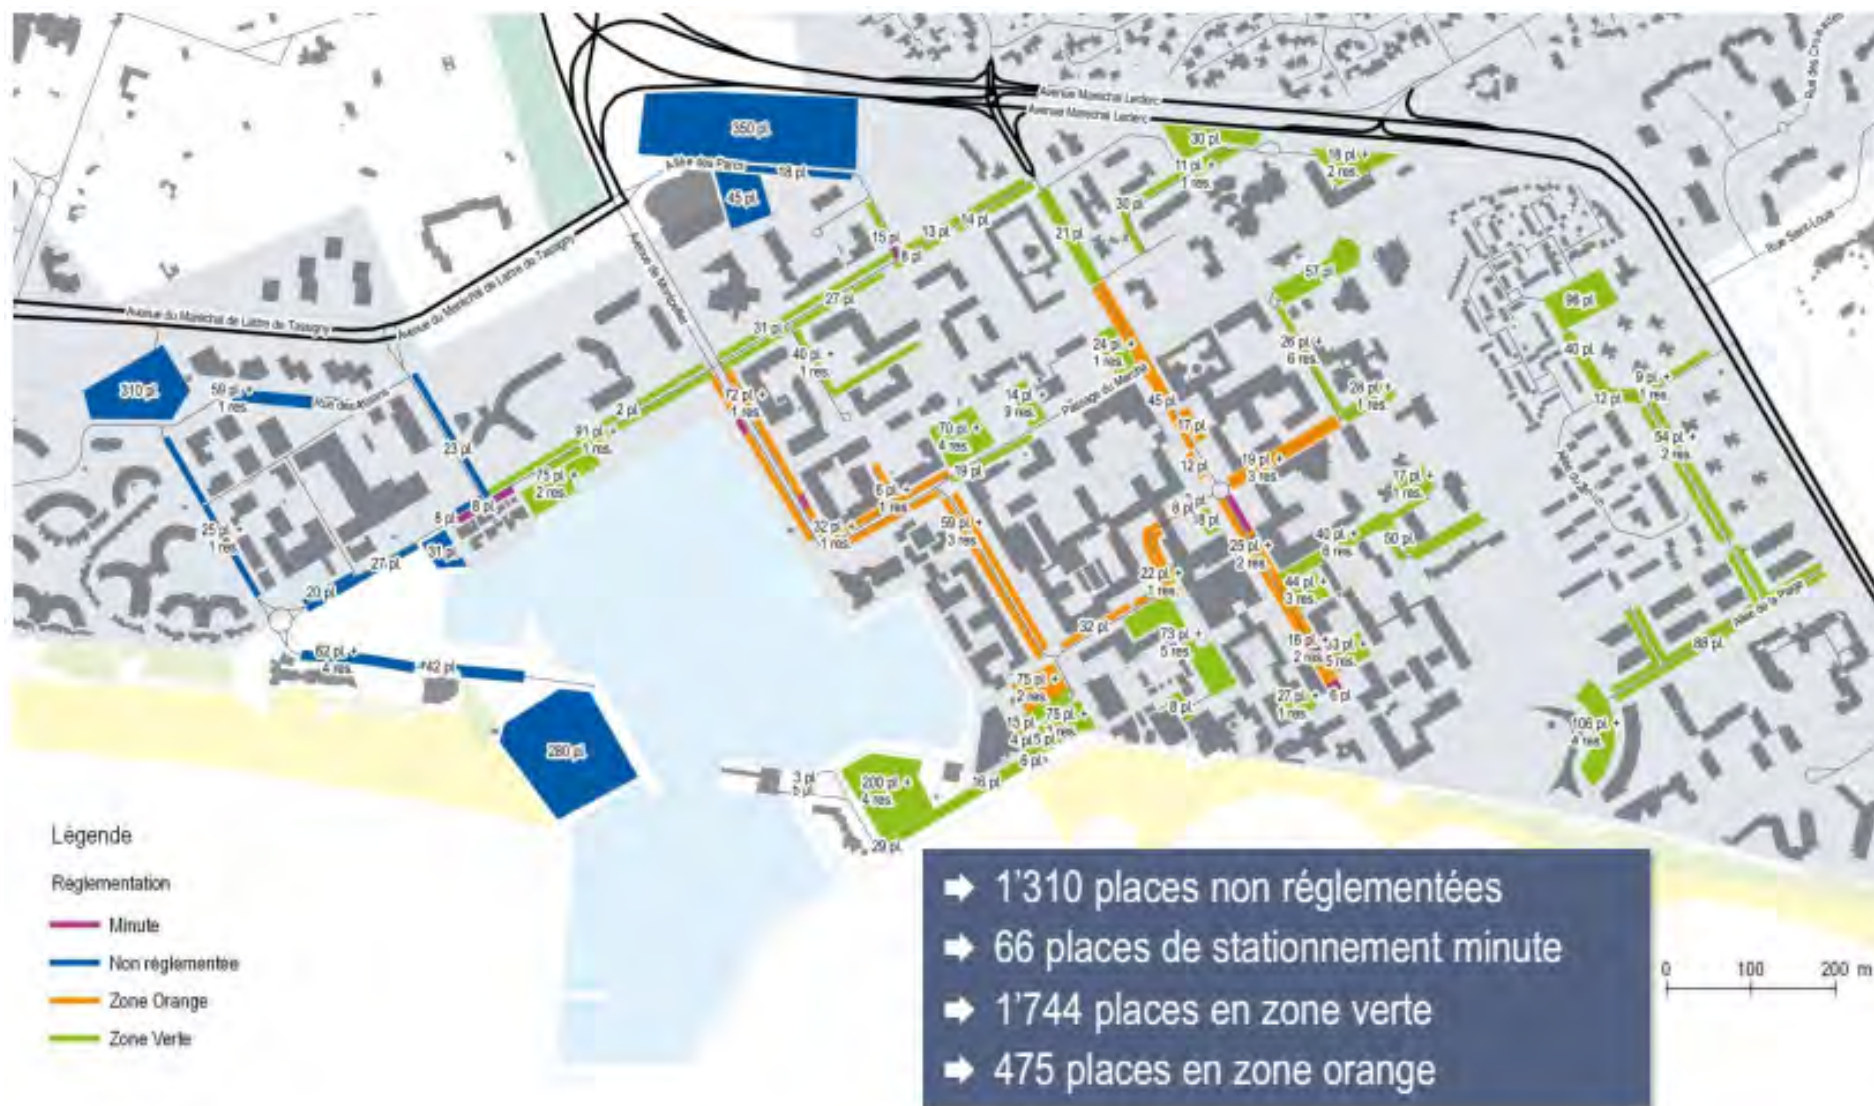 Avenue Maréchal Leclerc
Avenue Maréchal Leclerc
350 pl.
Allée des Parcs
18 pl.
45 pl.
30 pl.
11 pl. +
1 res.
18 pl. +
2 res.
30 pl.
Rue Saint-Louis
14 pl.
13 pl.
15 pl.
21 pl.
Avenue du Maréchal de Lattre de Tassigny
Avenue du Maréchal de Lattre de Tassigny
27 pl.
31 pl.
57 pl.
96 pl.
40 pl. +
1 res.
24 pl. +
1 res.
26 pl. +
6 res.
40 pl.
310 pl.
59 pl. +
1 res.
72 pl. +
1 res.
14 pl. +
9 res.
Passage du Marché
45 pl.
28 pl. +
1 res.
9 pl. +
1 res.
12 pl.
2 pl.
91 pl. +
1 res.
70 pl. +
4 res.
17 pl.
54 pl. +
2 res.
23 pl.
75 pl. +
2 res.
19 pl.
12 pl.
19 pl. +
3 res.
17 pl. +
1 res.
8 pl.
8 pl.
6 pl. +
1 res.
32 pl. +
1 res.
59 pl. +
3 res.
8 pl.
25 pl. +
2 res.
40 pl. +
8 res.
50 pl.
25 pl. +
1 res.
31 pl.
27 pl.
20 pl.
22 pl. +
1 res.
44 pl. +
3 res.
32 pl.
73 pl. +
5 res.
Allée de la Plage
88 pl.
62 pl. +
4 res.
42 pl.
75 pl. +
2 res.
8 pl.
27 pl. +
1 res.
6 pl.
106 pl. +
4 res.
280 pl.
200 pl. +
4 res.
16 pl.
29 pl.
Légende
Réglementation
Minute
Non réglementée
Zone Orange
Zone Verte
1'310 places non réglementées
66 places de stationnement minute
1'744 places en zone verte
475 places en zone orange
0 100 200 m